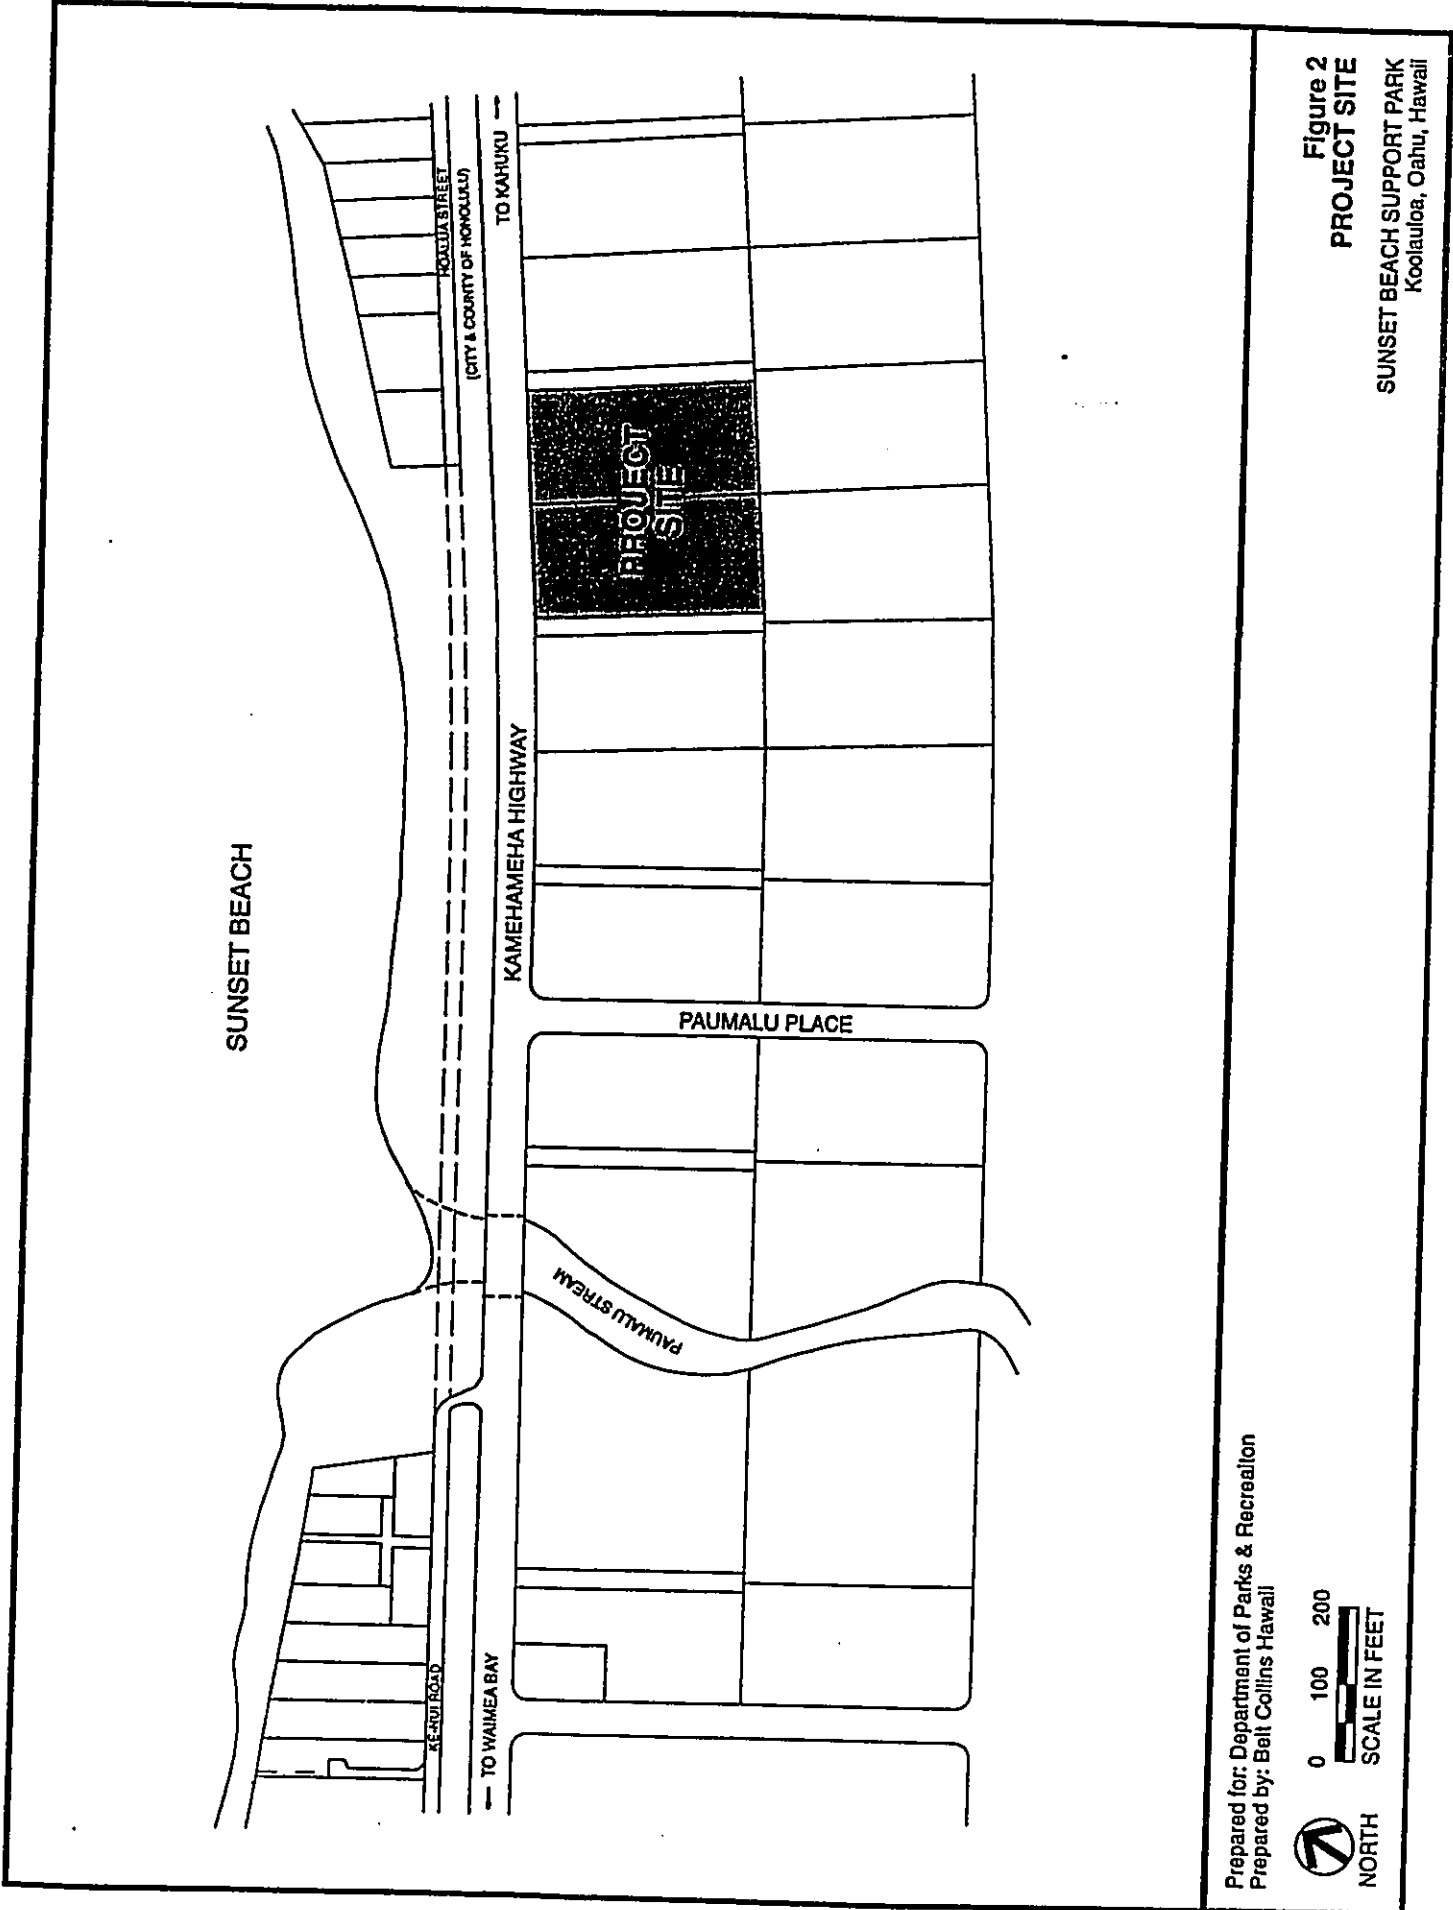 SUNSET BEACH
HOALUA STREET
(CITY & COUNTY OF HONOLULU)
TO KAHUKU →
KAMEHAMEHA HIGHWAY
PROJECT
SITE
PAUMALU PLACE
PAUMALU STREAM
KE-NUI ROAD
← TO WAIMEA BAY
Figure 2
PROJECT SITE
SUNSET BEACH SUPPORT PARK
Koolauloa, Oahu, Hawaii
Prepared for: Department of Parks & Recreaiton
Prepared by: Belt Collins Hawaii
0 100 200
SCALE IN FEET
NORTH